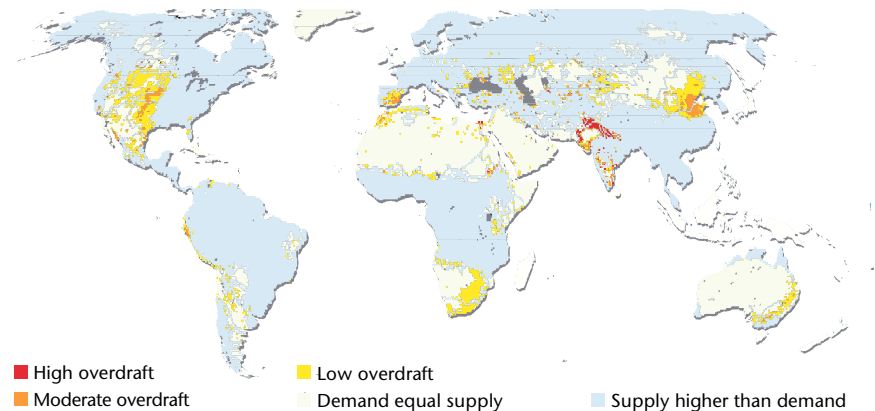 High overdraft
Low overdraft
Moderate overdraft
Demand equal supply
Supply higher than demand